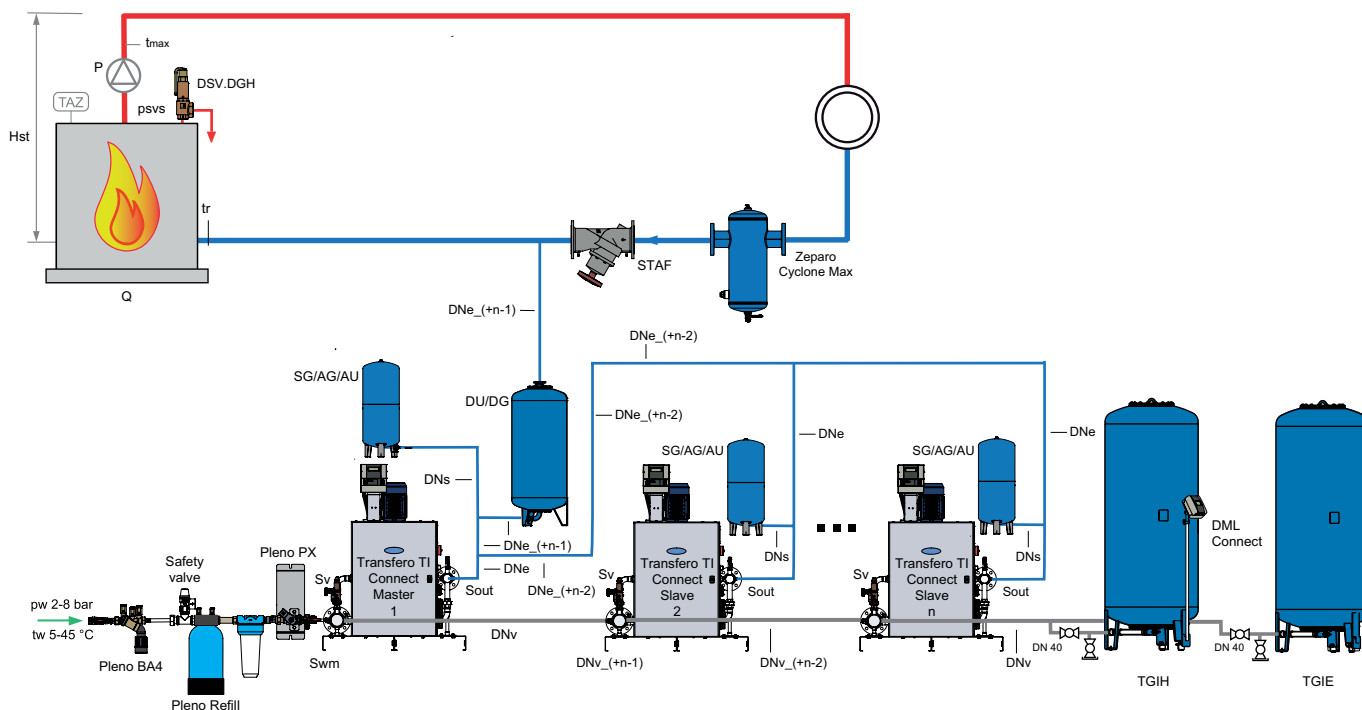 tmax
P
DSV.DGH
TAZ
psvs
Hst
tr
Q
STAF
Zeparo
Cyclone Max
DNe_(+n-1)
DNe_(+n-2)
SG/AG/AU
DU/DG
DNe_(+n-2)
DNe
DNe
SG/AG/AU
SG/AG/AU
DNs
DNs
DNs
DML
Connect
DNe_(+n-1)
DNe
DNe_(+n-2)
Pleno PX
Safety
valve
Sv
Transfero TI
Connect
Master
1
Sout
Sv
Transfero TI
Connect
Slave
2
Sout
Sv
Transfero TI
Connect
Slave
n
Sout
pw 2-8 bar
tw 5-45 °C
Pleno BA4
Pleno Refill
Swm
DNv
DNv_(+n-1)
DNv_(+n-2)
DNv
DN 40
DN 40
TGIH
TGIE